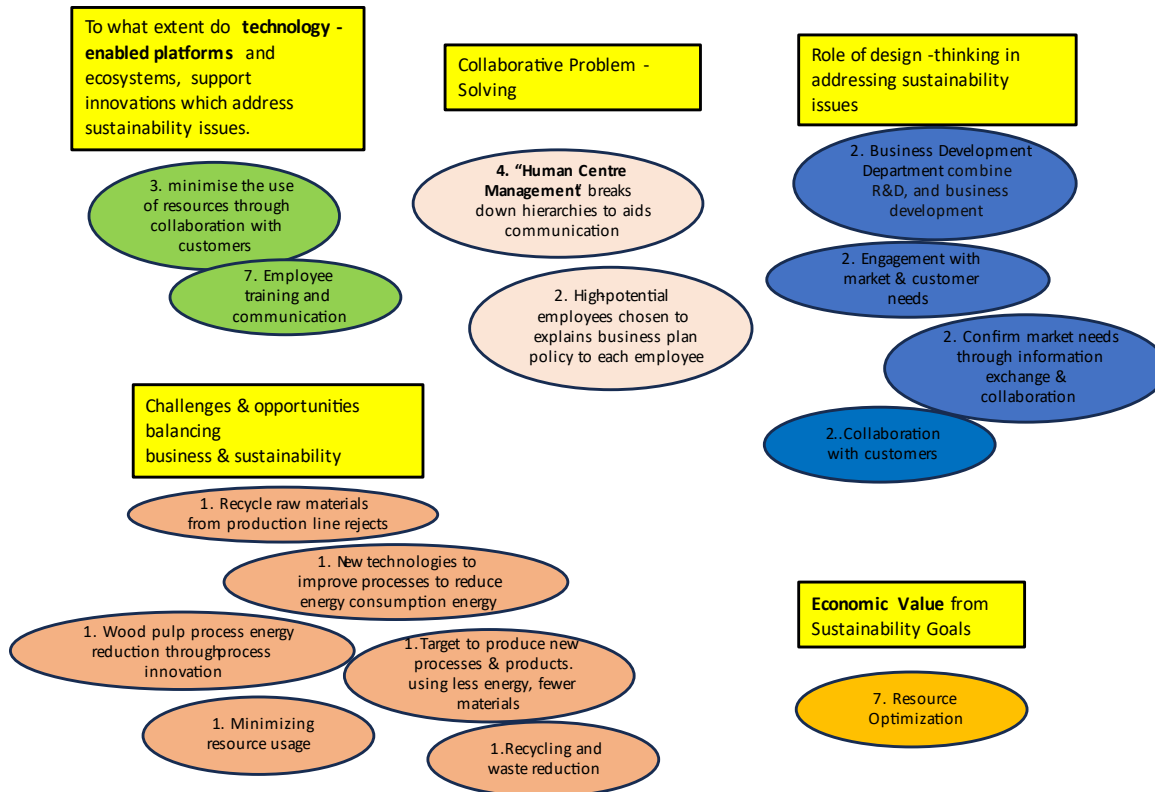 To what extent do technology -
enabled platforms and
ecosystems, support
innovations which address
sustainability issues.
3. minimise the use
of resources through
collaboration with
customers
7. Employee
training and
communication
Collaborative Problem -
Solving
4. “Human Centre
Management’ breaks
down hierarchies to aids
communication
2. High-potential
employees chosen to
explains business plan
policy to each employee
Role of design -thinking in
addressing sustainability
issues
2. Business Development
Department combine
R&D, and business
development
2. Engagement with
market & customer
needs
2. Confirm market needs
through information
exchange &
collaboration
2..Collaboration
with customers
Challenges & opportunities
balancing
business & sustainability
1. Recycle raw materials
from production line rejects
1. New technologies to
improve processes to reduce
energy consumption energy
1. Wood pulp process energy
reduction through process
innovation
1.Target to produce new
processes & products.
using less energy, fewer
materials
1. Minimizing
resource usage
1.Recycling and
waste reduction
Economic Value from
Sustainability Goals
7. Resource
Optimization